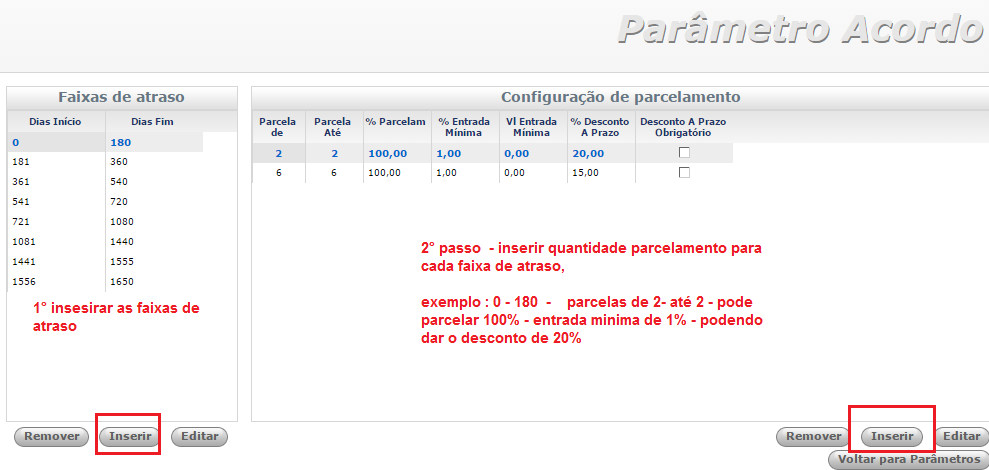 Parâmetro Acordo
Faixas de atraso
Dias Início Dias Fim
0 180
181 360
361 540
541 720
721 1080
1081 1440
1441 1555
1556 1650
1° insesirar as faixas de
atraso
Remover Inserir Editar
Configuração de parcelamento
Parcela de Parcela Até % Parcelam % Entrada Mínima Vl Entrada Mínima % Desconto A Prazo Desconto A Prazo Obrigatório
2 2 100,00 1,00 0,00 20,00
6 6 100,00 1,00 0,00 15,00
2° passo - inserir quantidade parcelamento para
cada faixa de atraso,
exemplo : 0 - 180 - parcelas de 2- até 2 - pode
parcelar 100% - entrada minima de 1% - podendo
dar o desconto de 20%
Remover Inserir Editar
Voltar para Parâmetros